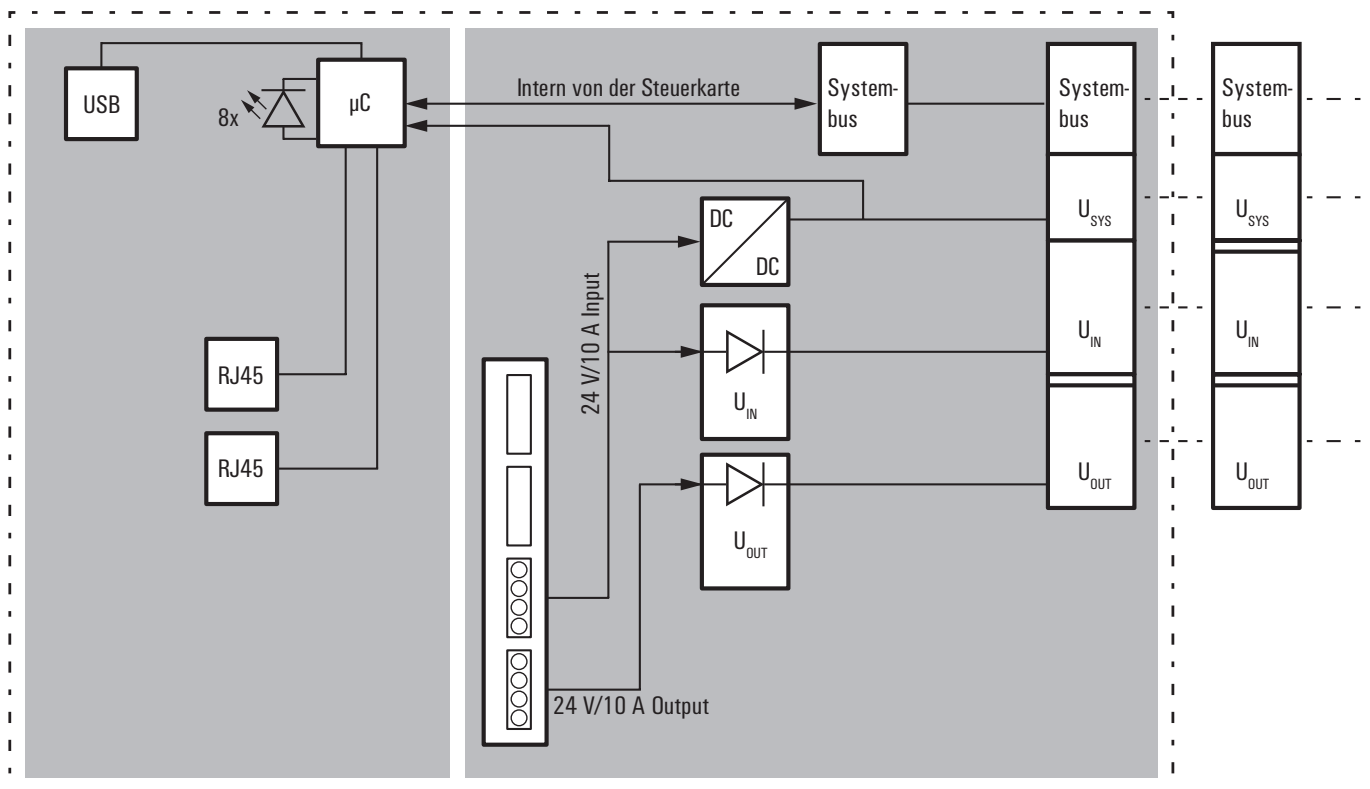 USB
8x
µC
Intern von der Steuerkarte
System-
bus
System-
bus
System-
bus
DC
DC
U SYS
U SYS
24 V/10 A Input
U IN
U IN
U IN
RJ45
RJ45
U OUT
U OUT
U OUT
24 V/10 A Output